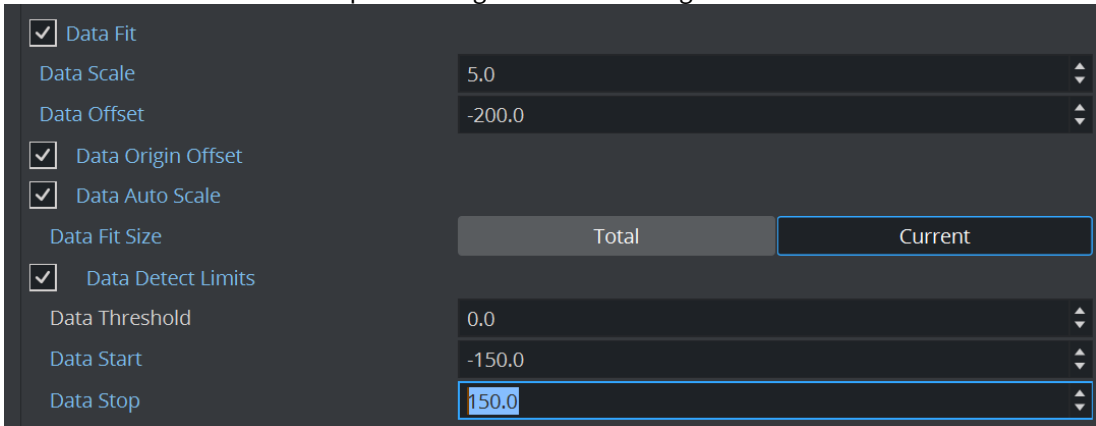 Data Fit
Data Scale 5.0
Data Offset -200.0
Data Origin Offset
Data Auto Scale
Data Fit Size Total Current
Data Detect Limits
Data Threshold 0.0
Data Start -150.0
Data Stop 150.0